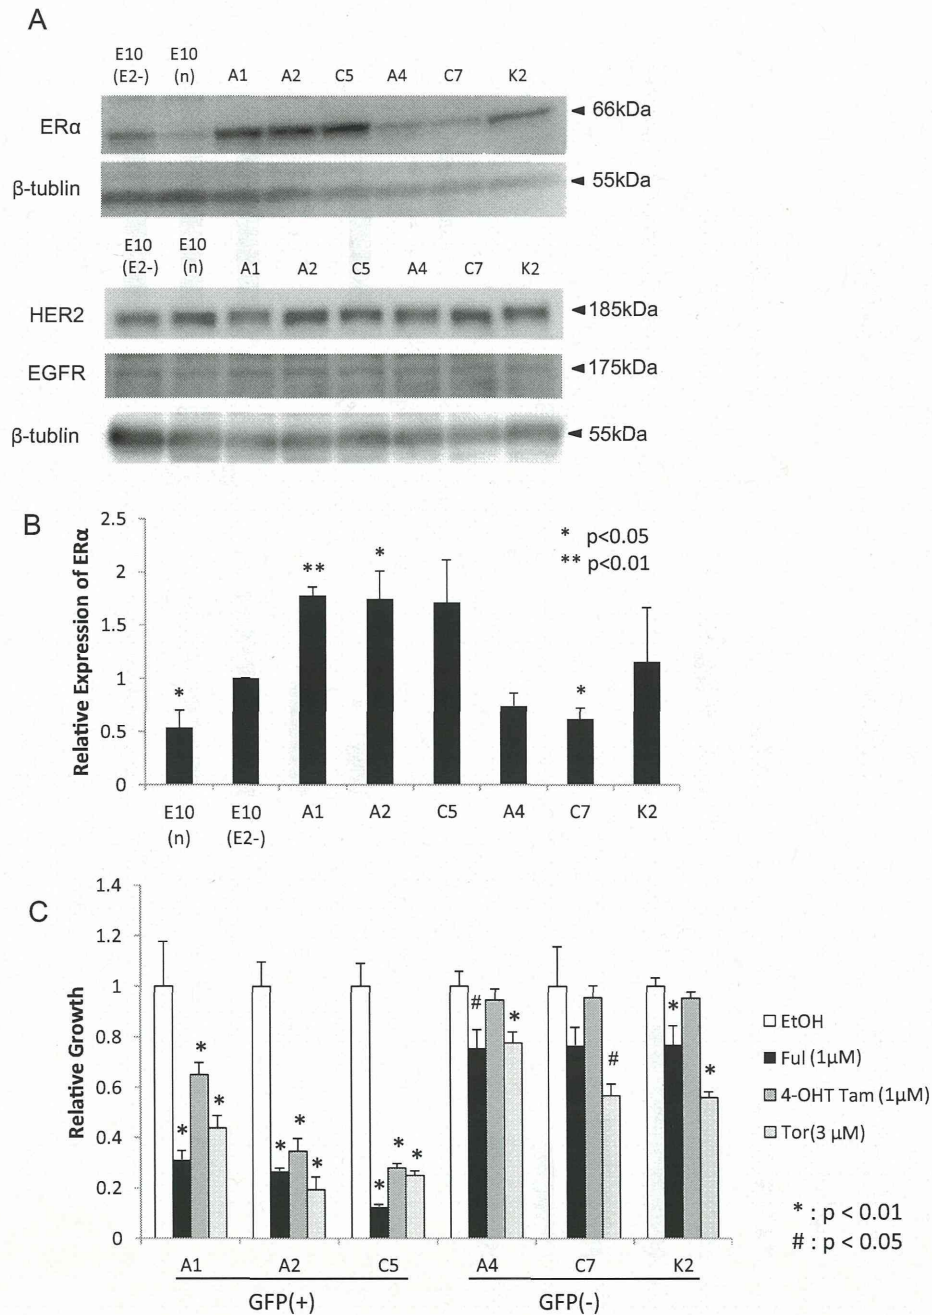 A
E10 (E2-) E10 (n) A1 A2 C5 A4 C7 K2
ERα
66kDa
β-tublin
55kDa
E10 (E2-) E10 (n) A1 A2 C5 A4 C7 K2
HER2
185kDa
EGFR
175kDa
β-tublin
55kDa
B
Relative Expression of ERα
2.5
2
1.5
1
0.5
0
* p<0.05
** p<0.01
* ** * *
E10 (n) E10 (E2-) A1 A2 C5 A4 C7 K2
C
Relative Growth
1.4
1.2
1
0.8
0.6
0.4
0.2
0
* * * * * * * * * # * # * *
EtOH
Ful (1μM)
4-OHT Tam (1μM)
Tor(3 μM)
* : p < 0.01
# : p < 0.05
A1 A2 C5 A4 C7 K2
GFP(+) GFP(-)